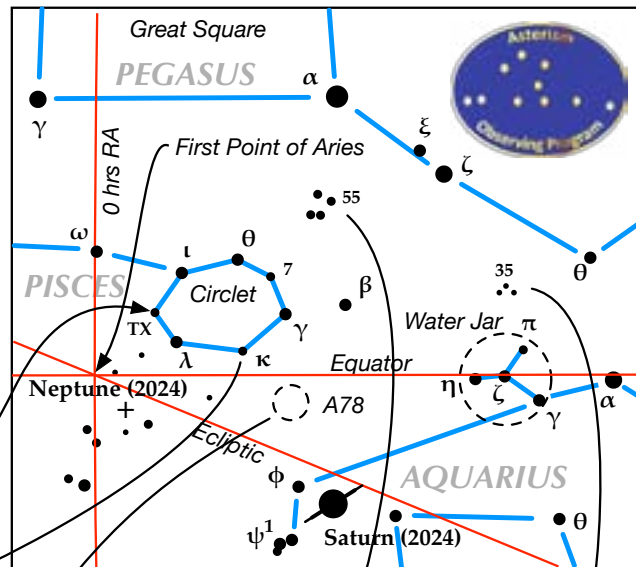 Great Square
PEGASUS
α
Asterism
Observing Program
γ
ξ
ζ
0 hrs RA
First Point of Aries
55
ω
ι
θ
7
θ
PISCES
Circlet
35
β
TX
γ
Water Jar
π
λ
κ
Equator
η
ζ
γ
α
Neptune (2024)
A78
Ecliptic
ϕ
AQUARIUS
ψ¹
Saturn (2024)
θ